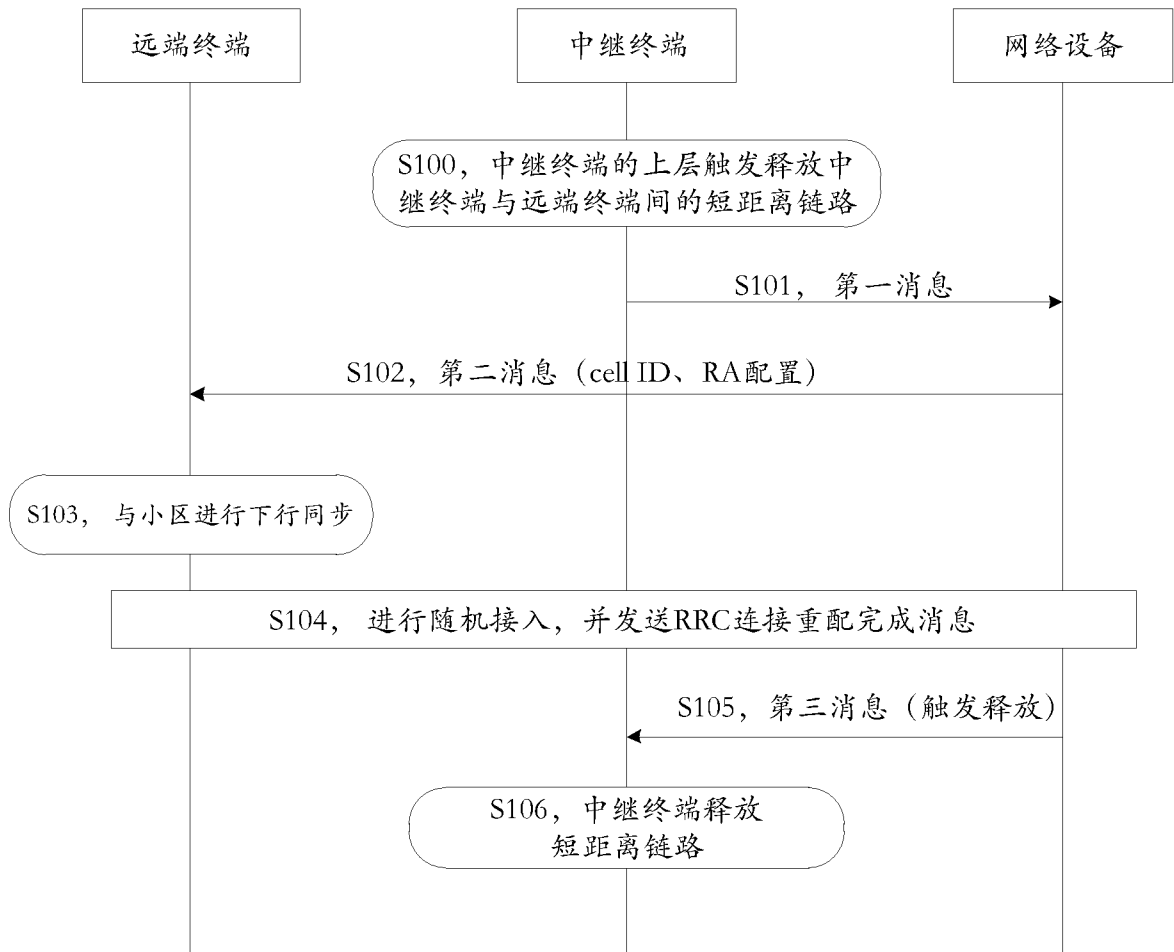 远端终端
中继终端
网络设备
S100，中继终端的上层触发释放中
继终端与远端终端间的短距离链路
S101， 第一消息
S102，第二消息（cell ID、RA配置）
S103， 与小区进行下行同步
S104， 进行随机接入，并发送RRC连接重配完成消息
S105，第三消息（触发释放）
S106，中继终端释放
短距离链路